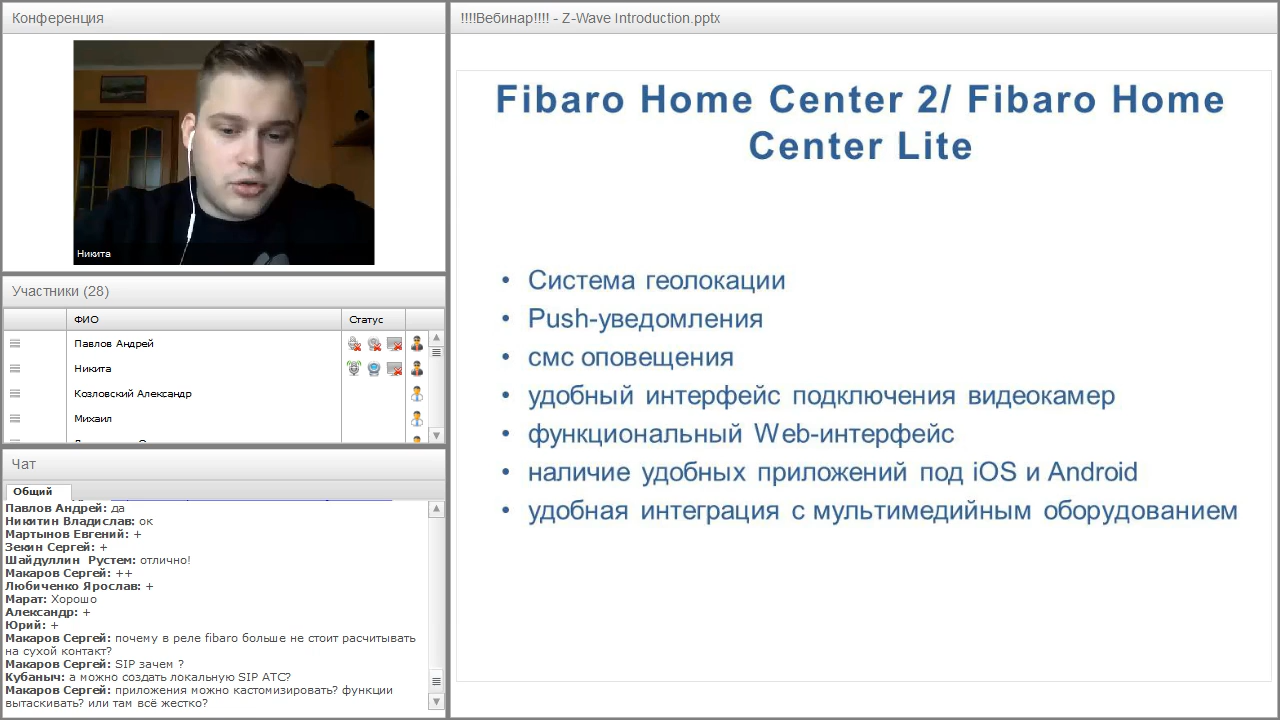 Конференция
Никита
Участники (28)
ФИО Статус
Павлов Андрей
Никита
Козловский Александр
Михаил
Чат
Общий
Павлов Андрей: да
Никитин Владислав: ок
Мартынов Евгений: +
Зекин Сергей: +
Шайдуллин Рустем: отлично!
Макаров Сергей: ++
Любиченко Ярослав: +
Марат: Хорошо
Александр: +
Юрий: +
Макаров Сергей: почему в реле fibaro больше не стоит расчитывать
на сухой контакт?
Макаров Сергей: SIP зачем ?
Кубаныч: а можно создать локальную SIP АТС?
Макаров Сергей: приложения можно кастомизировать? функции
вытаскивать? или там всё жестко?
!!!!Вебинар!!!! - Z-Wave Introduction.pptx
Fibaro Home Center 2/ Fibaro Home
Center Lite
• Система геолокации
• Push-уведомления
• смс оповещения
• удобный интерфейс подключения видеокамер
• функциональный Web-интерфейс
• наличие удобных приложений под iOS и Android
• удобная интеграция с мультимедийным оборудованием